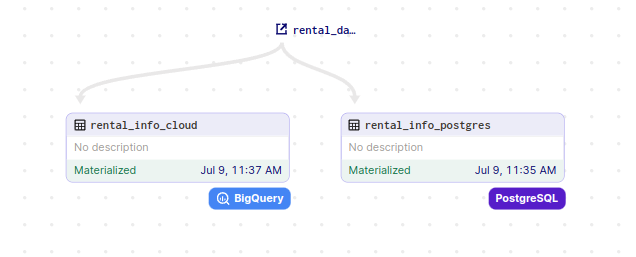 rental_da…
rental_info_cloud
No description
Materialized Jul 9, 11:37 AM
BigQuery
rental_info_postgres
No description
Materialized Jul 9, 11:35 AM
PostgreSQL